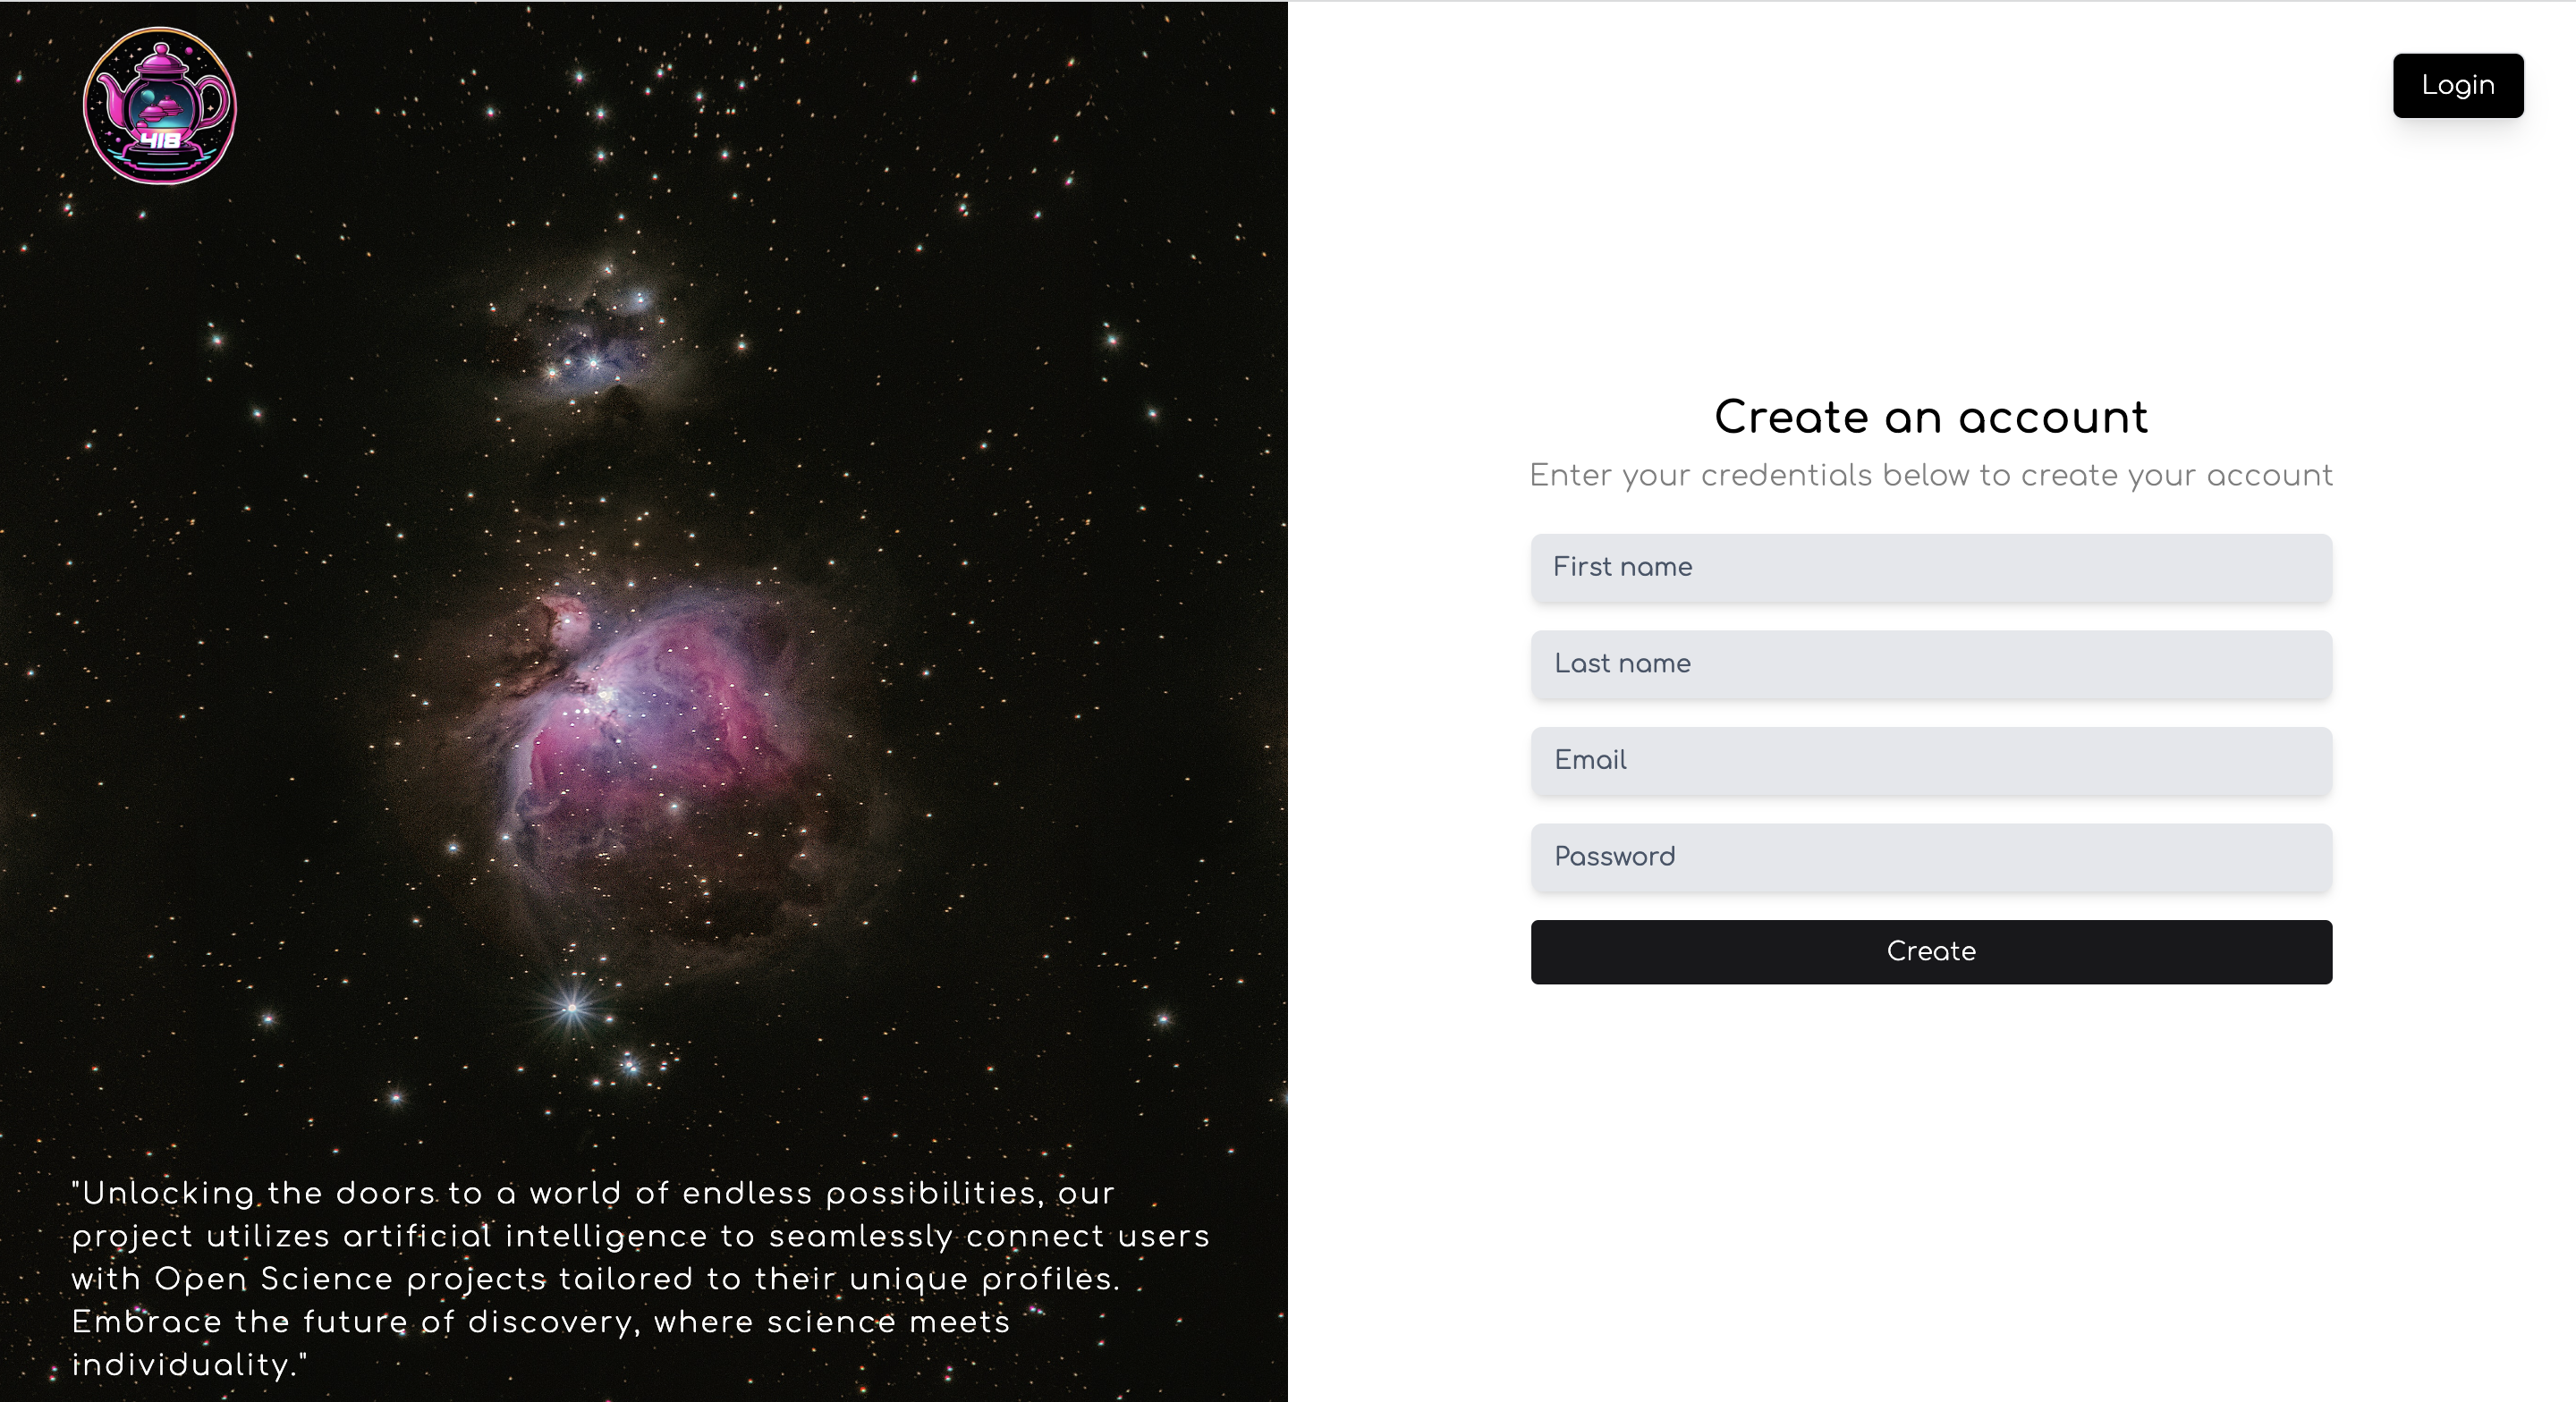 418
"Unlocking the doors to a world of endless possibilities, our
project utilizes artificial intelligence to seamlessly connect users
with Open Science projects tailored to their unique profiles.
Embrace the future of discovery, where science meets
individuality."
Login
Create an account
Enter your credentials below to create your account
First name
Last name
Email
Password
Create